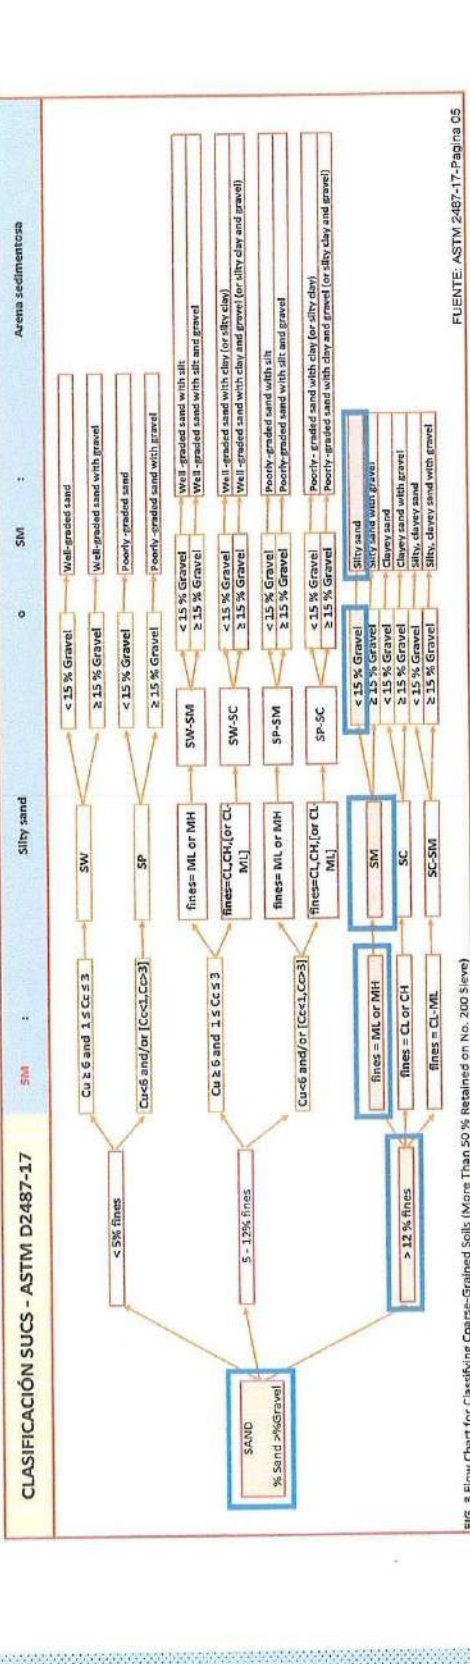 CLASIFICACIÓN SUCS - ASTM D2487-17
SM : Silty sand o SM : Arena sedimentosa
SAND
% Sand >%Gravel
< 5% fines
Cu ≥ 6 and 1 ≤ Cc ≤ 3
SW
< 15 % Gravel
Well-graded sand
≥ 15 % Gravel
Well-graded sand with gravel
Cu<6 and/or [Cc<1,Cc>3]
SP
< 15 % Gravel
Poorly-graded sand
≥ 15 % Gravel
Poorly-graded sand with gravel
5 - 12% fines
Cu ≥ 6 and 1 ≤ Cc ≤ 3
fines= ML or MH
SW-SM
< 15 % Gravel
Well-graded sand with silt
≥ 15 % Gravel
Well-graded sand with silt and gravel
fines=CL,CH,[or CL-
ML]
SW-SC
< 15 % Gravel
Well-graded sand with clay (or silty clay)
≥ 15 % Gravel
Well-graded sand with clay and gravel (or silty clay and gravel)
Cu<6 and/or [Cc<1,Cc>3]
fines= ML or MH
SP-SM
< 15 % Gravel
Poorly-graded sand with silt
≥ 15 % Gravel
Poorly-graded sand with silt and gravel
fines=CL,CH,[or CL-
ML]
SP-SC
< 15 % Gravel
Poorly - graded sand with clay (or silty clay)
≥ 15 % Gravel
Poorly-graded sand with clay and gravel (or silty clay and gravel)
> 12 % fines
fines = ML or MH
SM
< 15 % Gravel
Silty sand
≥ 15 % Gravel
Silty sand with gravel
fines = CL or CH
SC
< 15 % Gravel
Clayey sand
≥ 15 % Gravel
Clayey sand with gravel
fines = CL-ML
SC-SM
< 15 % Gravel
Silty, clayey sand
≥ 15 % Gravel
Silty, clayey sand with gravel
FIG. 3 Flow Chart for Classifying Coarse-Grained Soils (More Than 50 % Retained on No. 200 Sieve)
FUENTE: ASTM 2487-17-Pagina 05